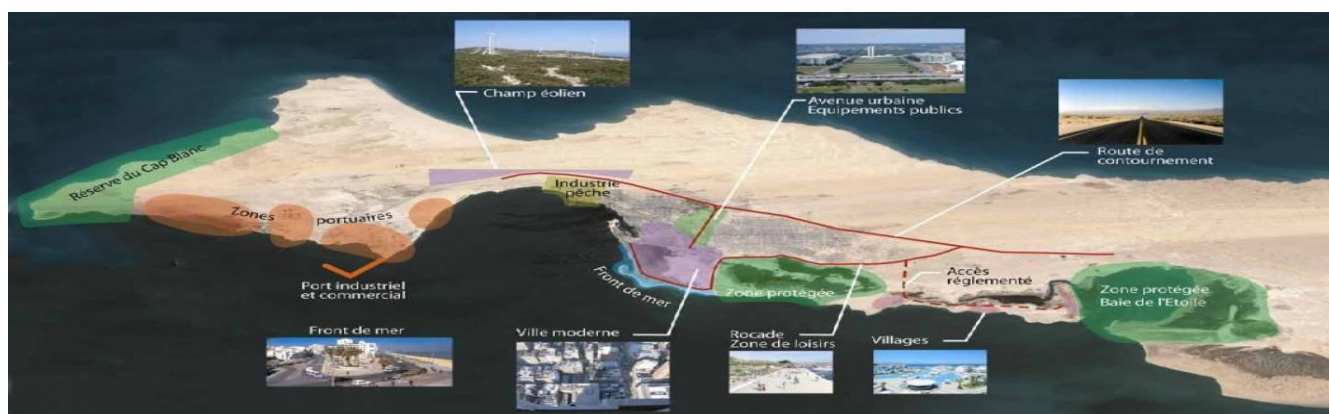 Champ éolien
Avenue urbaine
Equipements publics
Route de
contournement
Réserve du Cap Blanc
Industrie
pêche
Zones portuaires
Port industriel
et commercial
Front de mer
Zone protégée
Accès
réglementé
Zone protégée
Baie de l'Etoile
Front de mer
Ville moderne
Rocade
Zone de loisirs
Villages